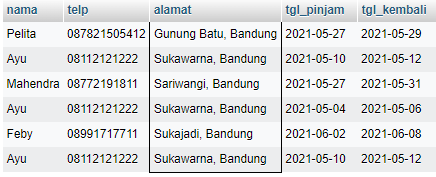 nama telp alamat tgl_pinjam tgl_kembali
Pelita 087821505412 Gunung Batu, Bandung 2021-05-27 2021-05-29
Ayu 08112121222 Sukawarna, Bandung 2021-05-10 2021-05-12
Mahendra 08772191811 Sariwangi, Bandung 2021-05-27 2021-05-31
Ayu 08112121222 Sukawarna, Bandung 2021-05-04 2021-05-06
Feby 08991717711 Sukajadi, Bandung 2021-06-02 2021-06-08
Ayu 08112121222 Sukawarna, Bandung 2021-05-10 2021-05-12